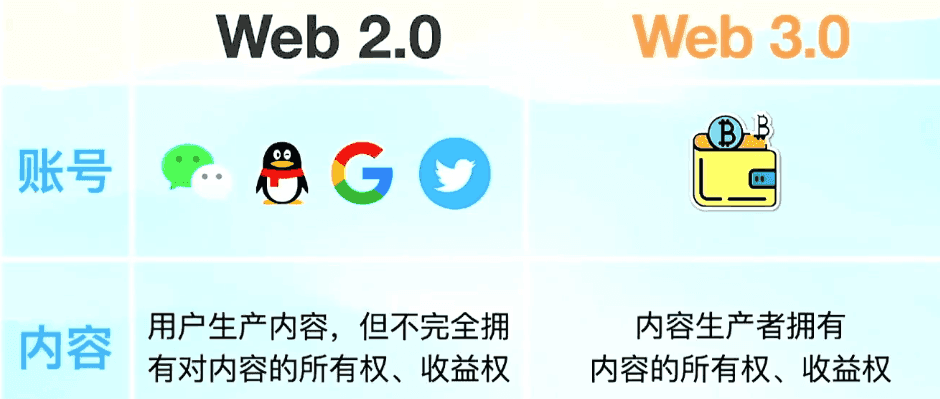 Web 2.0
Web 3.0
账号
内容
用户生产内容，但不完全拥
有对内容的所有权、收益权
内容生产者拥有
内容的所有权、收益权